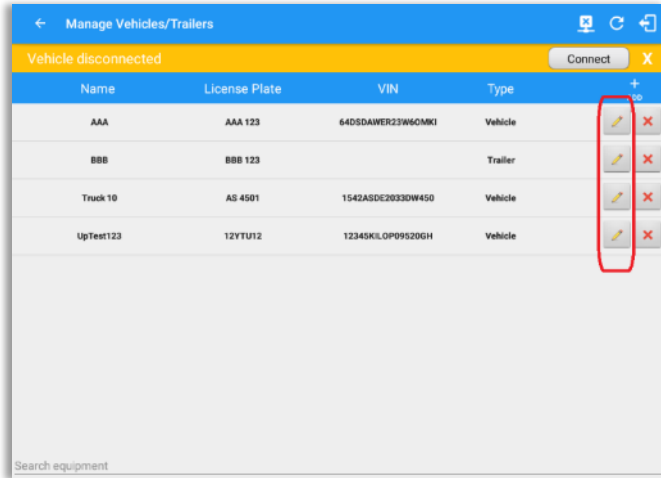 Manage Vehicles/Trailers
Vehicle disconnected Connect X
Name License Plate VIN Type +
AAA AAA 123 64DSDAWER23W6OMKI Vehicle
BBB BBB 123 Trailer
Truck 10 AS 4501 1542ASDE2033DW450 Vehicle
UpTest123 12YTU12 12345KILOP09520GH Vehicle
Search equipment